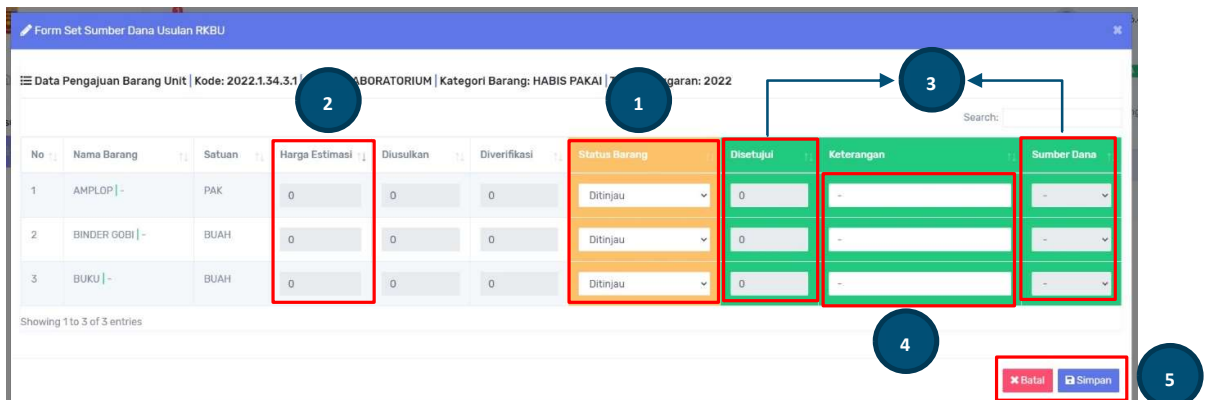 Form Set Sumber Dana Usulan RKBU
Data Pengajuan Barang Unit | Kode: 2022.1.34.3.1 | ABORATORIUM | Kategori Barang: HABIS PAKAI | garan: 2022
2
1
3
Search:
No Nama Barang Satuan Harga Estimasi Diusulkan Diverifikasi Status Barang Disetujui Keterangan Sumber Dana
1 AMPLOP | - PAK 0 0 0 Ditinjau 0 - -
2 BINDER GOBI | - BUAH 0 0 0 Ditinjau 0 - -
3 BUKU | - BUAH 0 0 0 Ditinjau 0 - -
Showing 1 to 3 of 3 entries
4
Batal Simpan 5